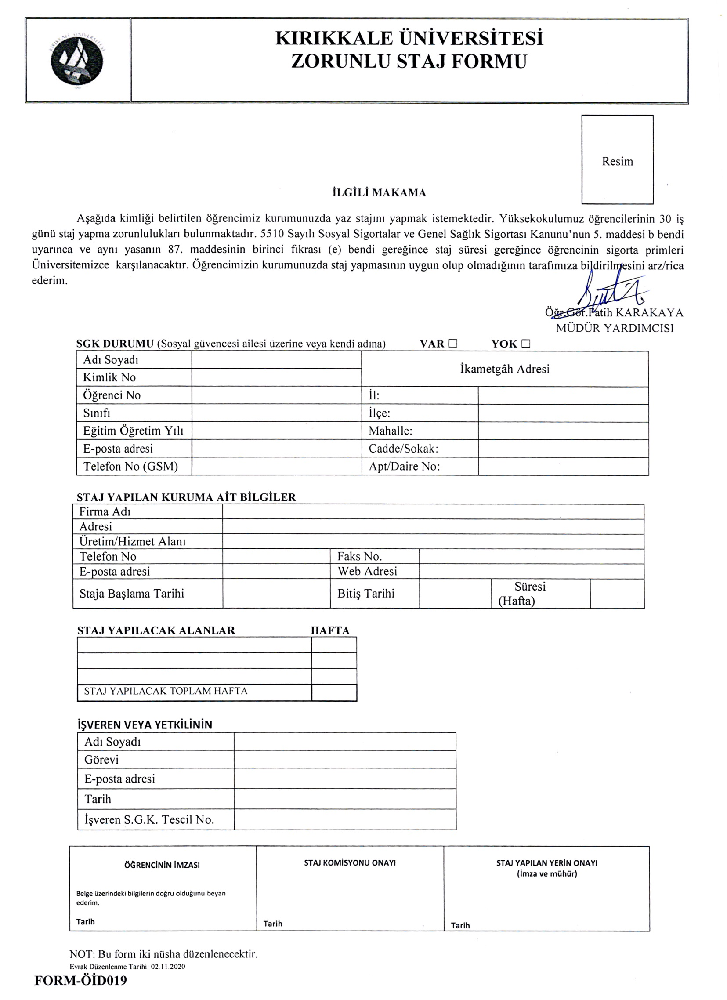 KIRIKKALE ÜNİVERSİTESİ
KIRIKKALE ÜNİVERSİTESİ
ZORUNLU STAJ FORMU
Resim
İLGİLİ MAKAMA
Aşağıda kimliği belirtilen öğrencimiz kurumunuzda yaz stajını yapmak istemektedir. Yüksekokulumuz öğrencilerinin 30 iş
günü staj yapma zorunlulukları bulunmaktadır. 5510 Sayılı Sosyal Sigortalar ve Genel Sağlık Sigortası Kanunu’nun 5. maddesi b bendi
uyarınca ve aynı yasanın 87. maddesinin birinci fıkrası (e) bendi gereğince staj süresi gereğince öğrencinin sigorta primleri
Üniversitemizce karşılanacaktır. Öğrencimizin kurumunuzda staj yapmasının uygun olup olmadığının tarafımıza bildirilmesini arz/rica
ederim.
Öğr.Gör.Fatih KARAKAYA
MÜDÜR YARDIMCISI
SGK DURUMU (Sosyal güvencesi ailesi üzerine veya kendi adına) VAR ☐ YOK ☐
Adı Soyadı
İkametgâh Adresi
Kimlik No
Öğrenci No İl:
Sınıfı İlçe:
Eğitim Öğretim Yılı Mahalle:
E-posta adresi Cadde/Sokak:
Telefon No (GSM) Apt/Daire No:
STAJ YAPILAN KURUMA AİT BİLGİLER
Firma Adı
Adresi
Üretim/Hizmet Alanı
Telefon No Faks No.
E-posta adresi Web Adresi
Staja Başlama Tarihi Bitiş Tarihi Süresi
(Hafta)
STAJ YAPILACAK ALANLAR HAFTA
STAJ YAPILACAK TOPLAM HAFTA
İŞVEREN VEYA YETKİLİNİN
Adı Soyadı
Görevi
E-posta adresi
Tarih
İşveren S.G.K. Tescil No.
ÖĞRENCİNİN İMZASI
Belge üzerindeki bilgilerin doğru olduğunu beyan
ederim.
Tarih
STAJ KOMİSYONU ONAYI
Tarih
STAJ YAPILAN YERİN ONAYI
(İmza ve mühür)
Tarih
NOT: Bu form iki nüsha düzenlenecektir.
Evrak Düzenlenme Tarihi: 02.11.2020
FORM-ÖİD019